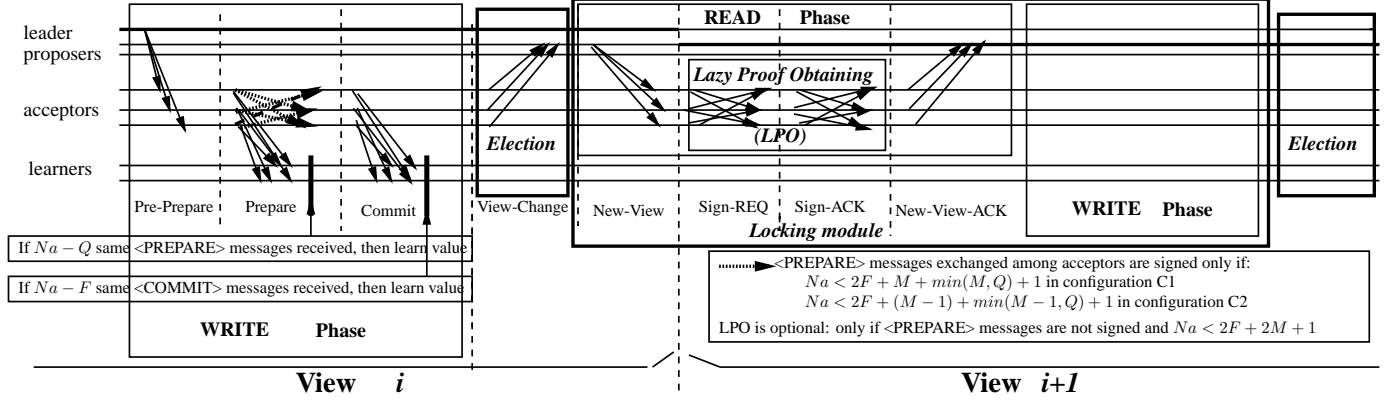 READ Phase
leader
proposers
Lazy Proof Obtaining
acceptors
(LPO)
Election
Election
learners
Pre-Prepare
Prepare
Commit
View-Change
New-View
Sign-REQ
Sign-ACK
New-View-ACK
WRITE Phase
Locking module
If Na − Q same <PREPARE> messages received, then learn value
If Na − F same <COMMIT> messages received, then learn value
WRITE Phase
<PREPARE> messages exchanged among acceptors are signed only if:
Na < 2F + M + min(M, Q) + 1 in configuration C1
Na < 2F + (M − 1) + min(M − 1, Q) + 1 in configuration C2
LPO is optional: only if <PREPARE> messages are not signed and Na < 2F + 2M + 1
View i
View i+1